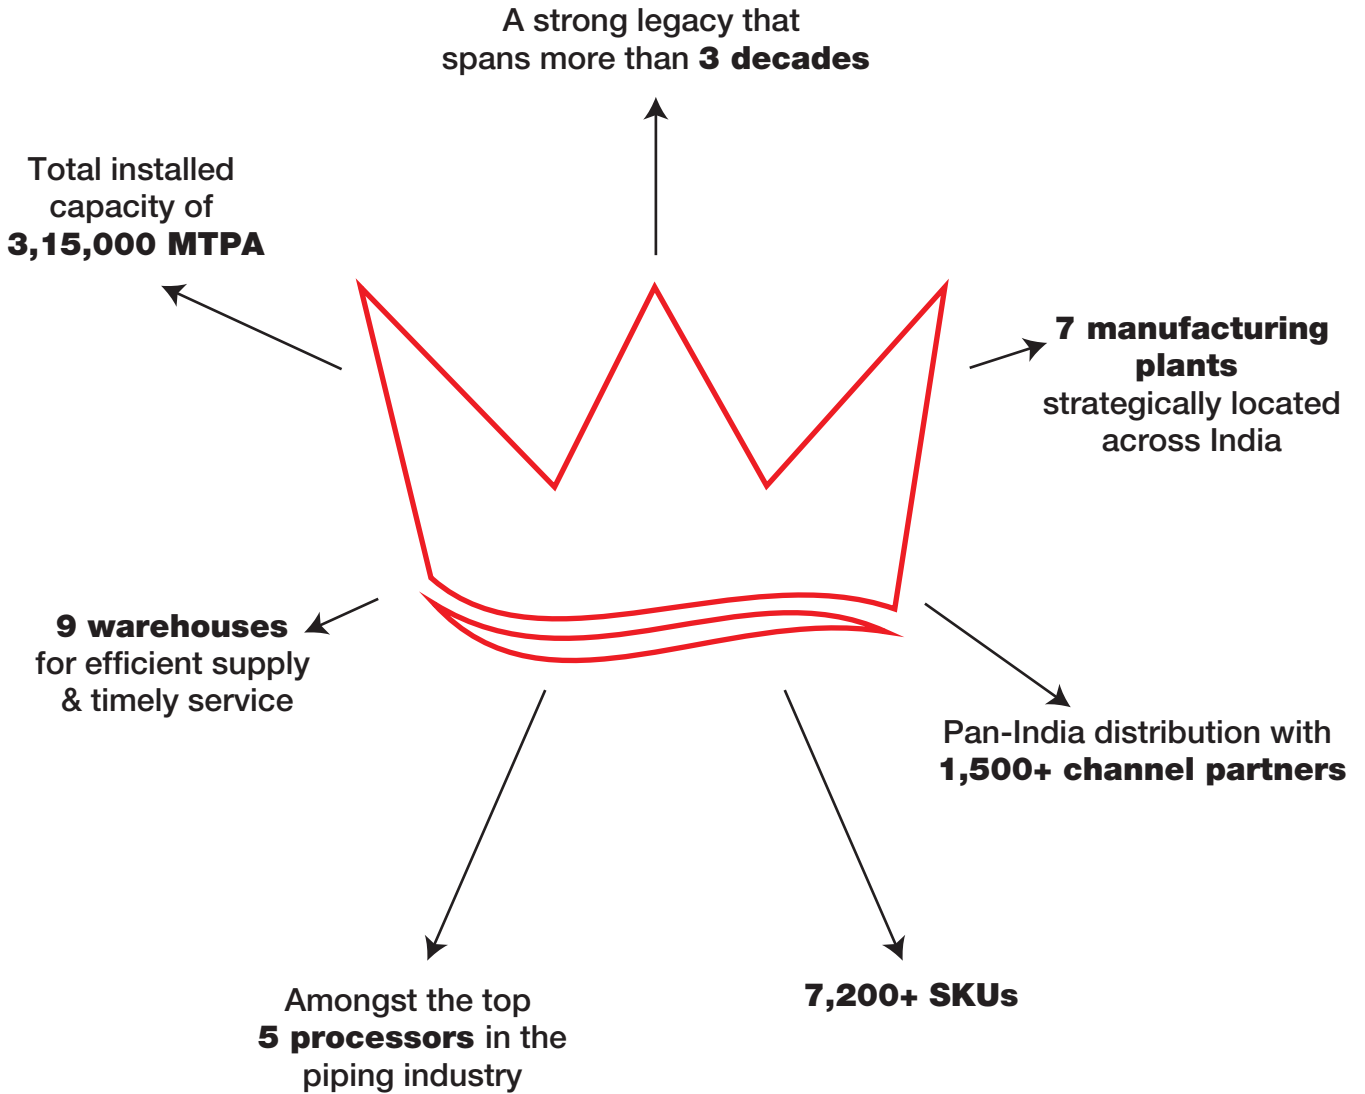 A strong legacy that
spans more than 3 decades
Total installed
capacity of
3,15,000 MTPA
7 manufacturing
plants
strategically located
across India
9 warehouses
for efficient supply
& timely service
Pan-India distribution with
1,500+ channel partners
Amongst the top
5 processors in the
piping industry
7,200+ SKUs